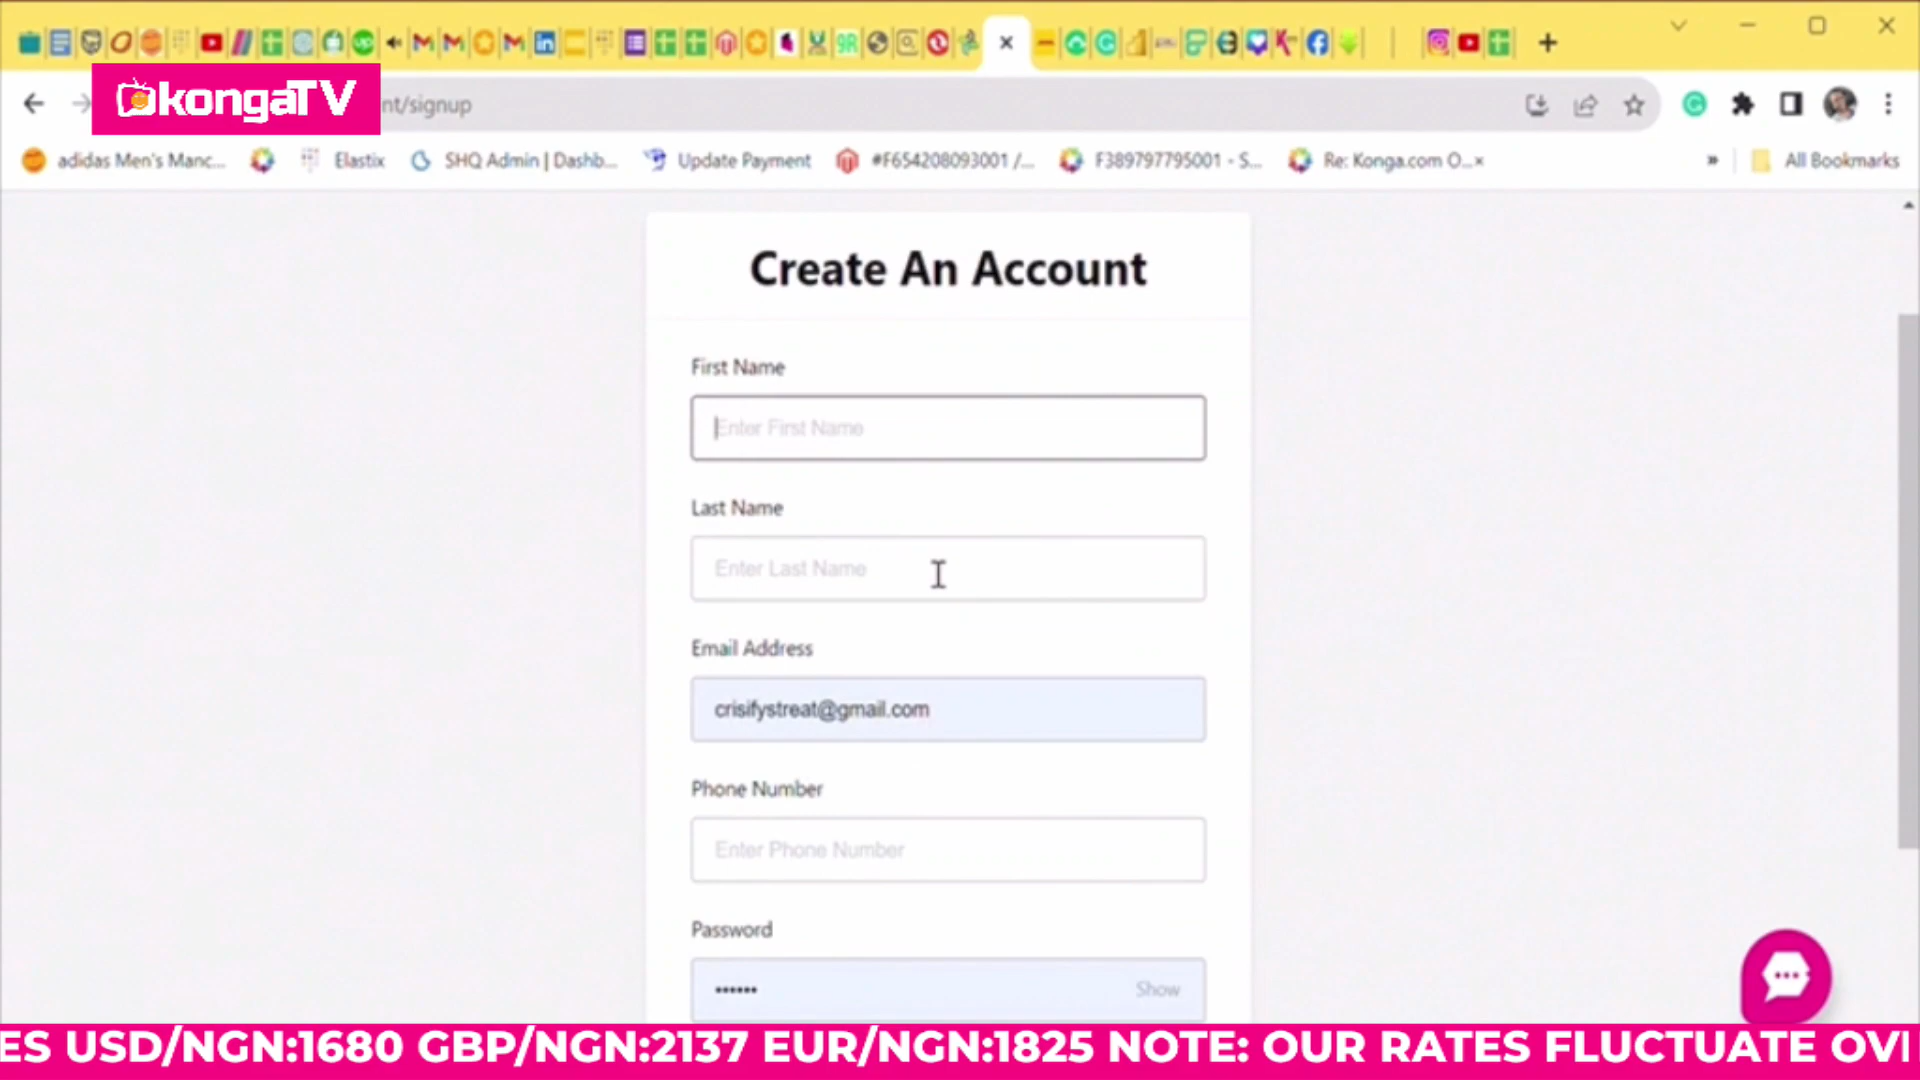 kongaTV
nt/signup
adidas Men's Manc...
Elastix
SHQ Admin | Dashb...
Update Payment
#F654208093001 /...
F389797795001 - S...
Re: Konga.com O...×
»
All Bookmarks
Create An Account
First Name
Enter First Name
Last Name
Enter Last Name
Email Address
crisifystreat@gmail.com
Phone Number
Enter Phone Number
Password
••••••
Show
ES USD/NGN:1680 GBP/NGN:2137 EUR/NGN:1825 NOTE: OUR RATES FLUCTUATE OV